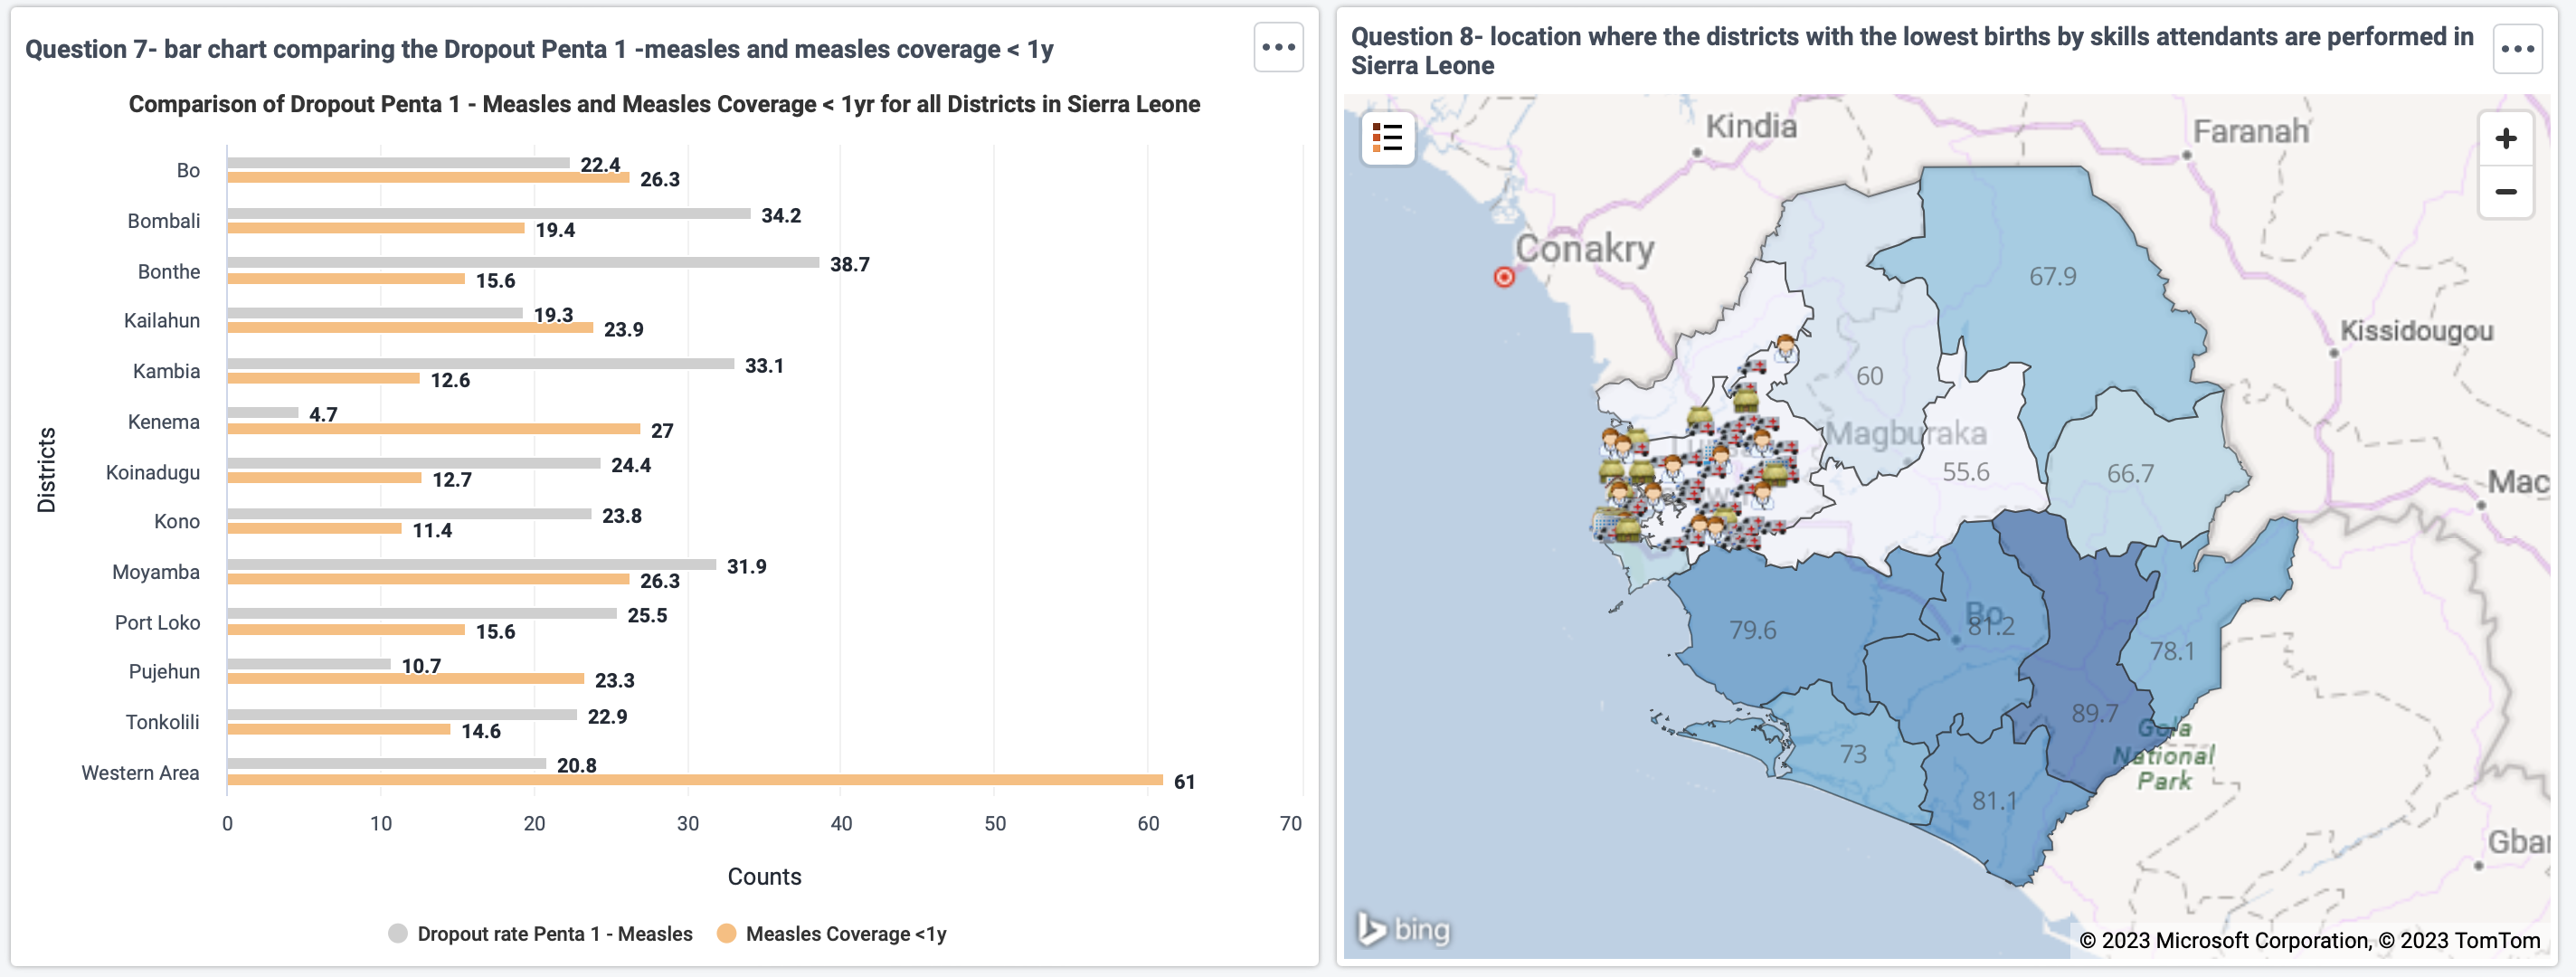 Question 7- bar chart comparing the Dropout Penta 1 -measles and measles coverage < 1y
Comparison of Dropout Penta 1 - Measles and Measles Coverage < 1yr for all Districts in Sierra Leone
Districts
Bo
22.4
26.3
Bombali
34.2
19.4
Bonthe
38.7
15.6
Kailahun
19.3
23.9
Kambia
33.1
12.6
Kenema
4.7
27
Koinadugu
24.4
12.7
Kono
23.8
11.4
Moyamba
31.9
26.3
Port Loko
25.5
15.6
Pujehun
10.7
23.3
Tonkolili
22.9
14.6
Western Area
20.8
61
0 10 20 30 40 50 60 70
Counts
Dropout rate Penta 1 - Measles Measles Coverage <1y
Question 8- location where the districts with the lowest births by skills attendants are performed in
Sierra Leone
Kindia
Faranah
Conakry
67.9
Kissidougou
60
Magburaka
55.6
66.7
Mac
Bo
79.6
81.2
78.1
89.7
Gola
National
Park
73
81.1
Gbar
bing
© 2023 Microsoft Corporation, © 2023 TomTom